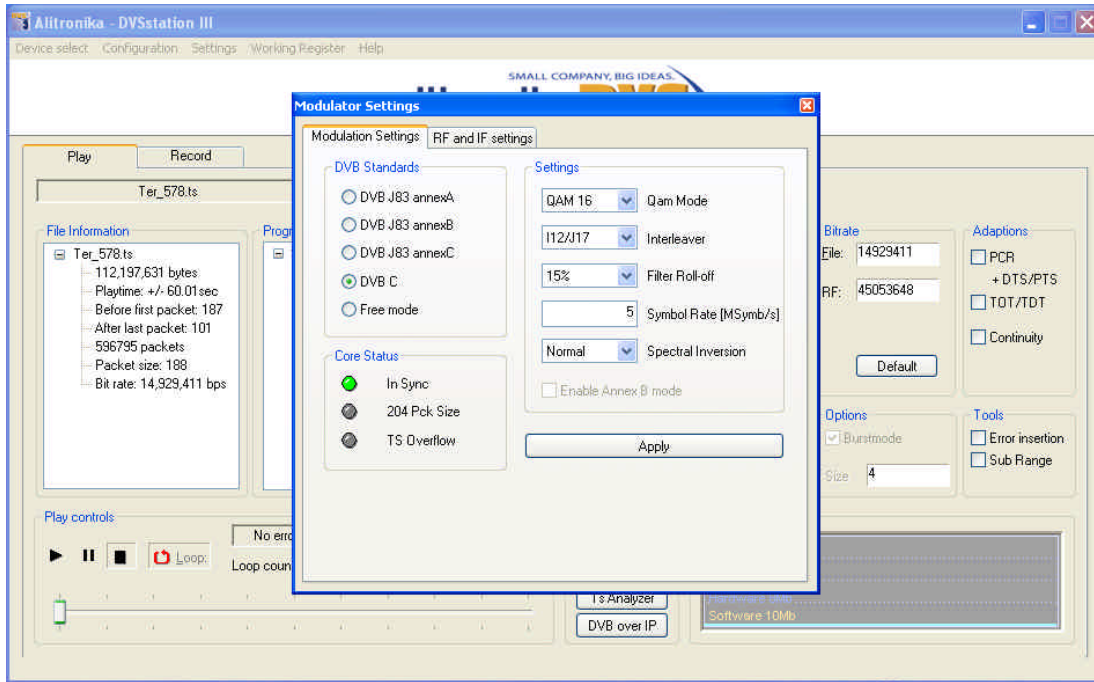 Alitronika - DVSstation III
Device select Configuration Settings Working Register Help
SMALL COMPANY, BIG IDEAS.
Play Record
Ter_578.ts
File Information
Ter_578.ts
112,197,631 bytes
Playtime: +/- 60.01 sec
Before first packet: 187
After last packet: 101
596795 packets
Packet size: 188
Bit rate: 14,929,411 bps
Progr
Modulator Settings
Modulation Settings RF and IF settings
DVB Standards
DVB J83 annexA
DVB J83 annexB
DVB J83 annexC
DVB C
Free mode
Core Status
In Sync
204 Pck Size
TS Overflow
Settings
QAM 16 Qam Mode
I12/J17 Interleaver
15% Filter Roll-off
5 Symbol Rate [MSymb/s]
Normal Spectral Inversion
Enable Annex B mode
Apply
Bitrate
File: 14929411
RF: 45053648
Default
Adaptions
PCR
+ DTS/PTS
TOT/TDT
Continuity
Options
Burstmode
Size 4
Tools
Error insertion
Sub Range
Play controls
Loop:
No erro
Loop coun
Ts Analyzer
DVB over IP
Software 10Mb